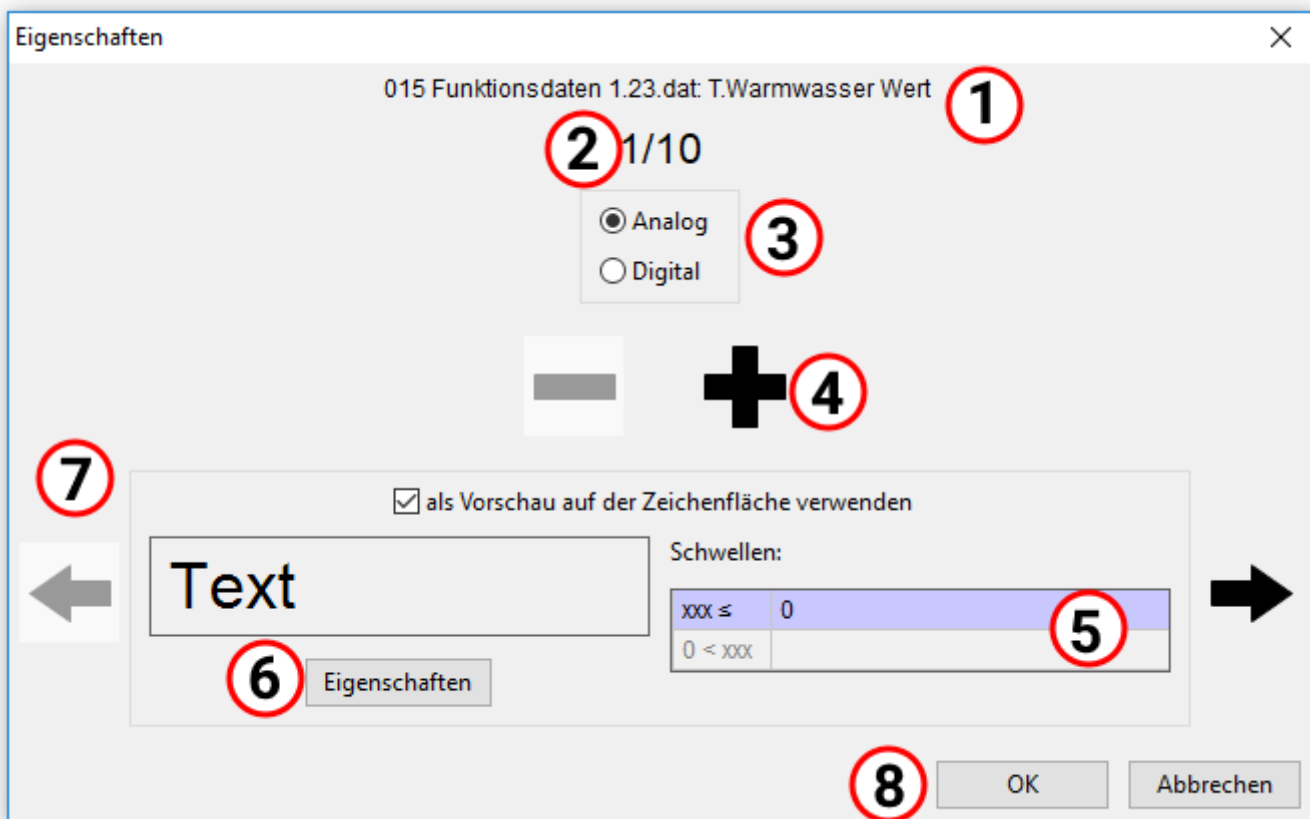 Eigenschaften
015 Funktionsdaten 1.23.dat: T.Warmwasser Wert 1
2 1/10
Analog
3
Digital
4
7
als Vorschau auf der Zeichenfläche verwenden
Text
Schwellen:
xxx ≤ 0
5
0 < xxx
6 Eigenschaften
8 OK Abbrechen